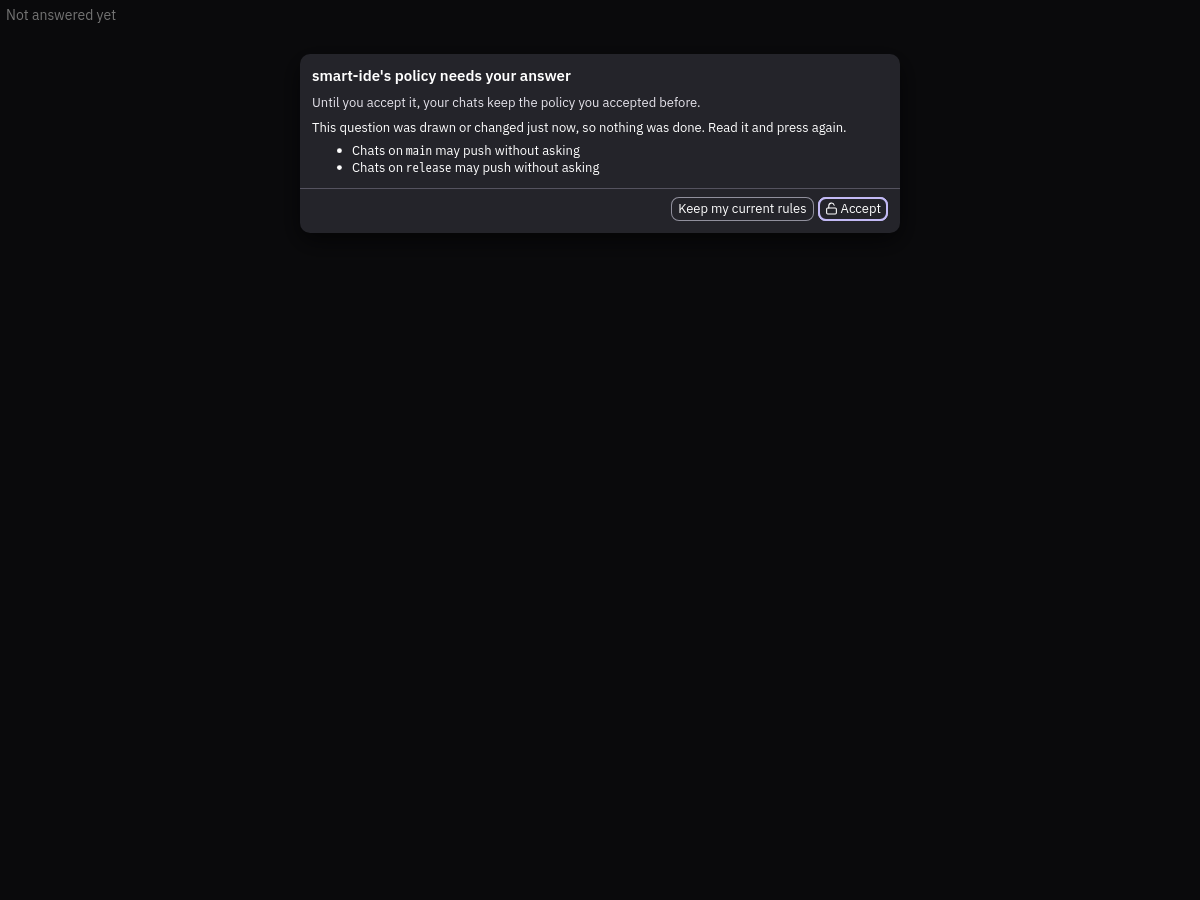 Not answered yet
smart-ide's policy needs your answer
Until you accept it, your chats keep the policy you accepted before.
This question was drawn or changed just now, so nothing was done. Read it and press again.
• Chats on main may push without asking
• Chats on release may push without asking
Keep my current rules
Accept